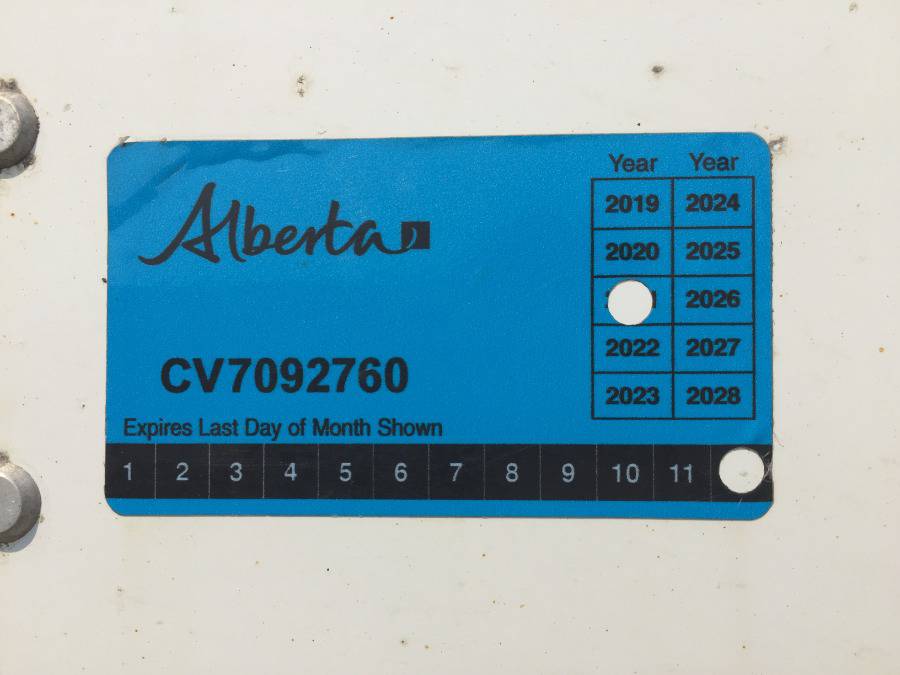 Alberta
Year Year
2019 2024
2020 2025
2026
2022 2027
2023 2028
CV7092760
Expires Last Day of Month Shown
1 2 3 4 5 6 7 8 9 10 11